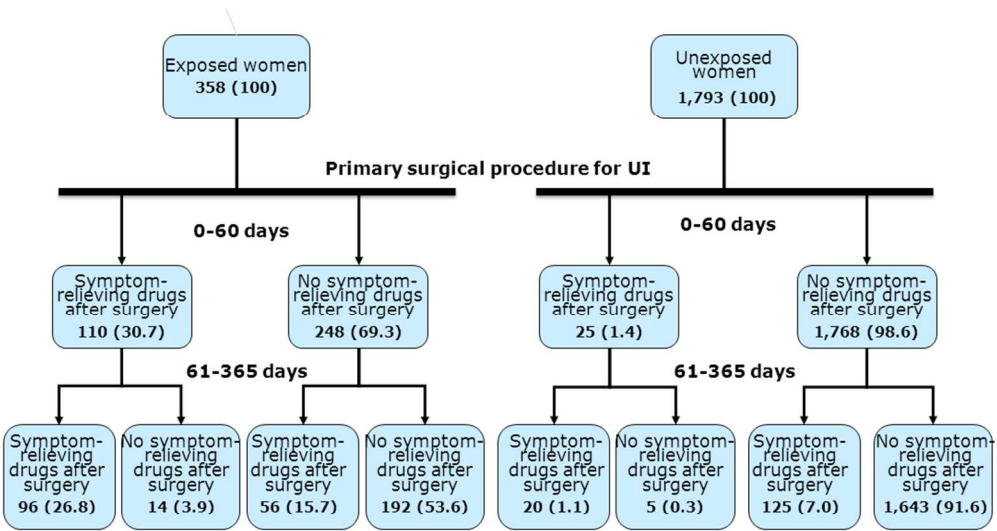 Exposed women
358 (100)
Unexposed
women
1,793 (100)
Primary surgical procedure for UI
0-60 days
0-60 days
Symptom-
relieving drugs
after surgery
110 (30.7)
No symptom-
relieving drugs
after surgery
248 (69.3)
Symptom-
relieving drugs
after surgery
25 (1.4)
No symptom-
relieving drugs
after surgery
1,768 (98.6)
61-365 days
61-365 days
Symptom-
relieving
drugs after
surgery
96 (26.8)
No symptom-
relieving
drugs after
surgery
14 (3.9)
Symptom-
relieving
drugs after
surgery
56 (15.7)
No symptom-
relieving
drugs after
surgery
192 (53.6)
Symptom-
relieving
drugs after
surgery
20 (1.1)
No symptom-
relieving
drugs after
surgery
5 (0.3)
Symptom-
relieving
drugs after
surgery
125 (7.0)
No symptom-
relieving
drugs after
surgery
1,643 (91.6)